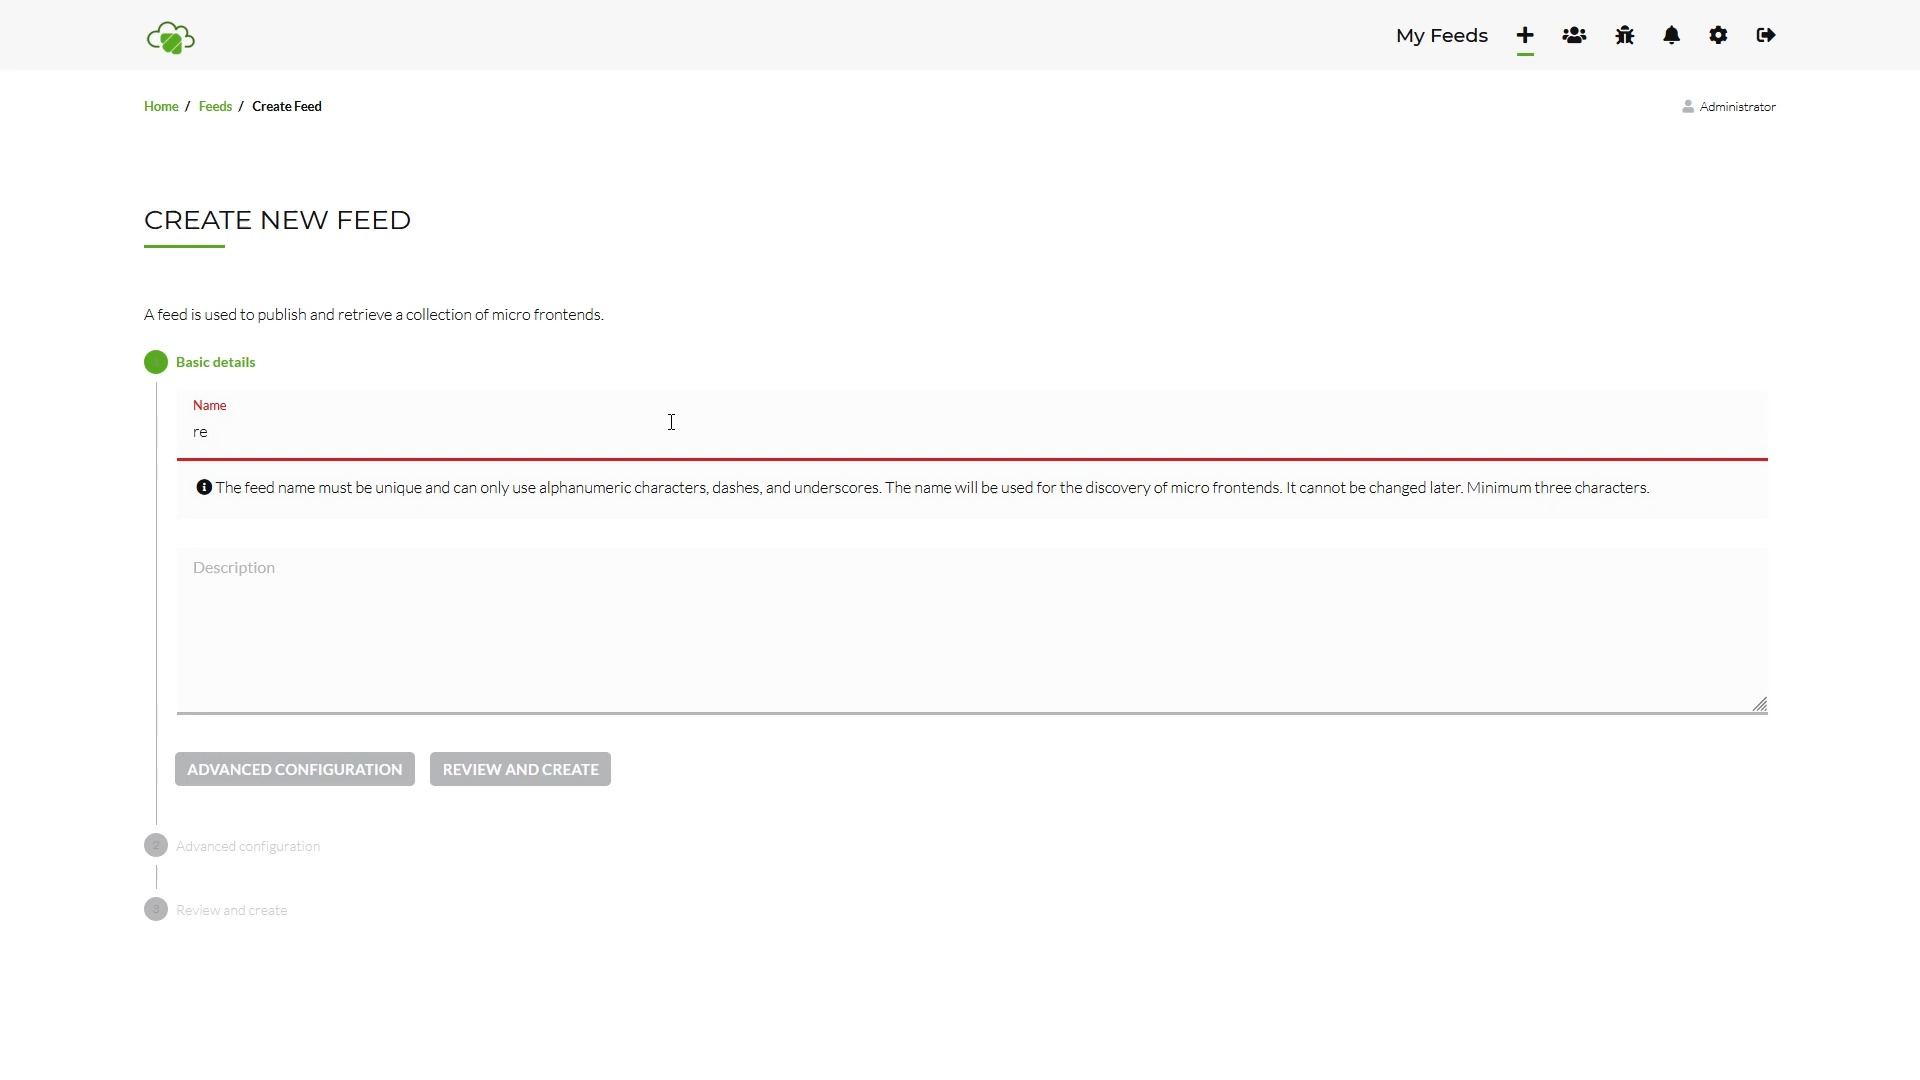 My Feeds
Home / Feeds / Create Feed
Administrator
CREATE NEW FEED
A feed is used to publish and retrieve a collection of micro frontends.
Basic details
Name
re
The feed name must be unique and can only use alphanumeric characters, dashes, and underscores. The name will be used for the discovery of micro frontends. It cannot be changed later. Minimum three characters.
Description
ADVANCED CONFIGURATION REVIEW AND CREATE
2 Advanced configuration
3 Review and create